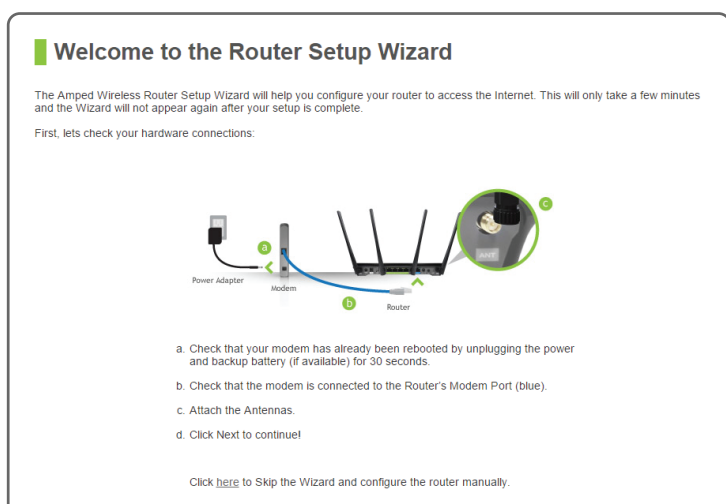 Welcome to the Router Setup Wizard
The Amped Wireless Router Setup Wizard will help you configure your router to access the Internet. This will only take a few minutes
and the Wizard will not appear again after your setup is complete.
First, lets check your hardware connections:
c
a
ANT
Power Adapter
Modem
b
Router
a. Check that your modem has already been rebooted by unplugging the power
and backup battery (if available) for 30 seconds.
b. Check that the modem is connected to the Router's Modem Port (blue).
c. Attach the Antennas.
d. Click Next to continue!
Click here to Skip the Wizard and configure the router manually.